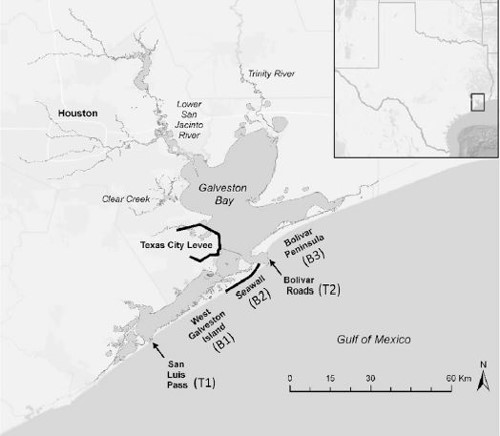 Trinity River
Houston
Lower
San
Jacinto
River
Clear Creek
Galveston
Bay
Texas City Levee
Bolivar
Peninsula
(B3)
Bolivar
Roads (T2)
Seawall
(B2)
West
Galveston
Island
(B1)
San
Luis
Pass (T1)
Gulf of Mexico
0 15 30 60 Km
N